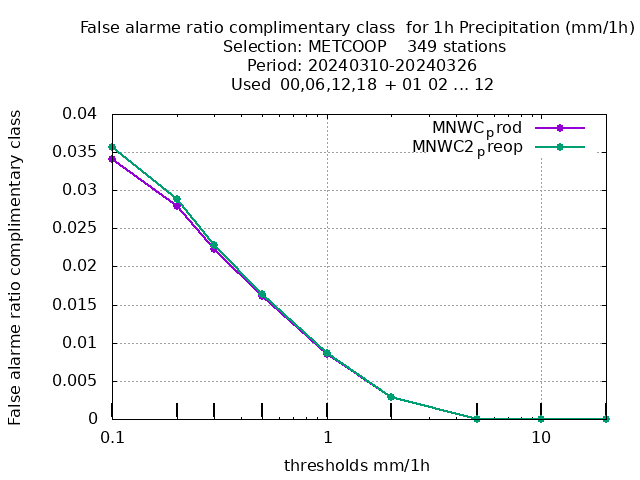 False alarme ratio complimentary class  for 1h Precipitation (mm/1h)
Selection: METCOOP    349 stations
Period: 20240310-20240326
Used 00,06,12,18 + 01 02 ... 12
False alarme ratio complimentary class
0.04
0.035
0.03
0.025
0.02
0.015
0.01
0.005
0
MNWCprod
MNWC2preop
0.1
1
10
thresholds mm/1h